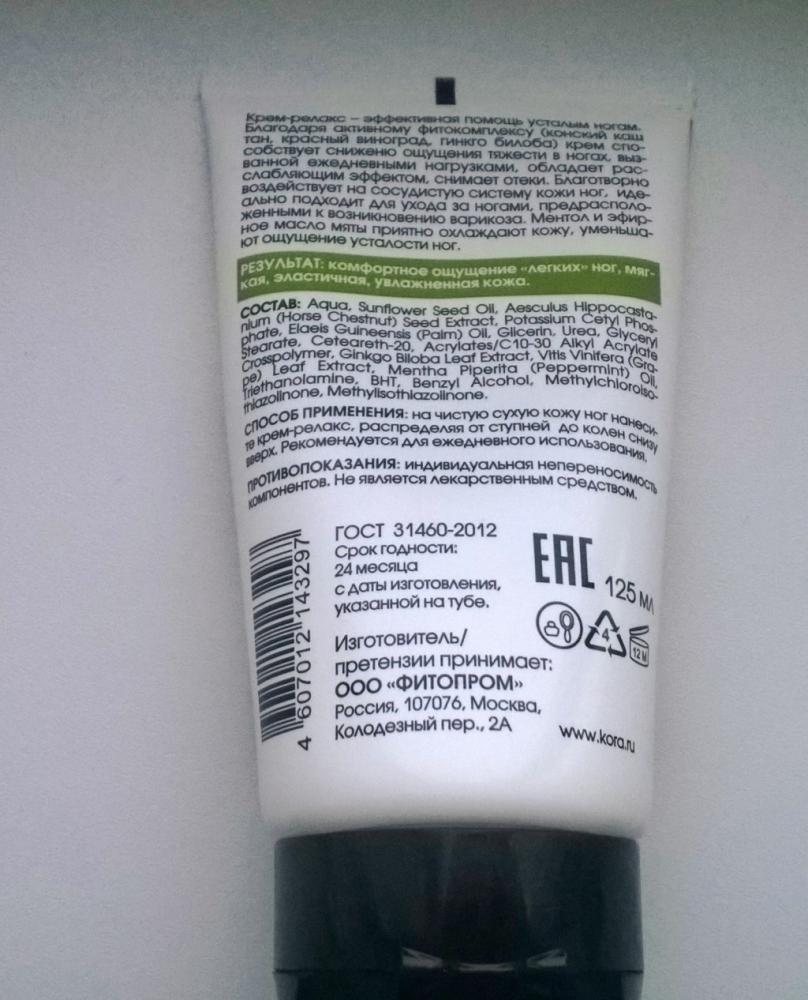 Крем-релакс – эффективная помощь усталым ногам.
Благодаря активному фитокомплексу (конский каш
тан, красный виноград, гинкго билоба) крем спо-
собствует снижению ощущения тяжести в ногах, выз-
ванной ежедневными нагрузками, обладает рас-
слабляющим эффектом, снимает отеки. Благотворно
воздействует на сосудистую систему кожи ног, иде-
ально подходит для ухода за ногами, предрасполо-
женными к возникновению варикоза. Ментол и эфир-
ное масло мяты приятно охлаждают кожу, уменьша-
ют ощущение усталости ног.
РЕЗУЛЬТАТ: комфортное ощущение «легких» ног, мяг-
кая, эластичная, увлажненная кожа.
СОСТАВ: Aqua, Sunflower Seed Oil, Aesculus Hippocasta-
nium (Horse Chestnut) Seed Extract, Potassium Cetyl Phos-
phate, Elaeis Guineensis (Palm) Oil, Glicerin, Urea, Glyceryl
Stearate, Ceteareth-20, Acrylates/C10-30 Alkyl Acrylate
Crosspolymer, Ginkgo Biloba Leaf Extract, Vitis Vinifera (Gra-
pe) Leaf Extract, Mentha Piperita (Peppermint) Oil,
Triethanolamine, BHT, Benzyl Alcohol, Methylchloroiso-
thiazolinone, Methylisothiazolinone.
СПОСОБ ПРИМЕНЕНИЯ: на чистую сухую кожу ног нанеси-
те крем-релакс, распределяя от ступней до колен снизу
вверх. Рекомендуется для ежедневного использования.
ПРОТИВОПОКАЗАНИЯ: индивидуальная непереносимость
компонентов. Не является лекарственным средством.
ГОСТ 31460-2012
Срок годности:
24 месяца
с даты изготовления,
указанной на тубе.
EAC
125 мл
4
12 M
Изготовитель/
претензии принимает:
ООО «ФИТОПРОМ»
Россия, 107076, Москва,
Колодезный пер., 2А
www.kora.ru
4 607012 143297